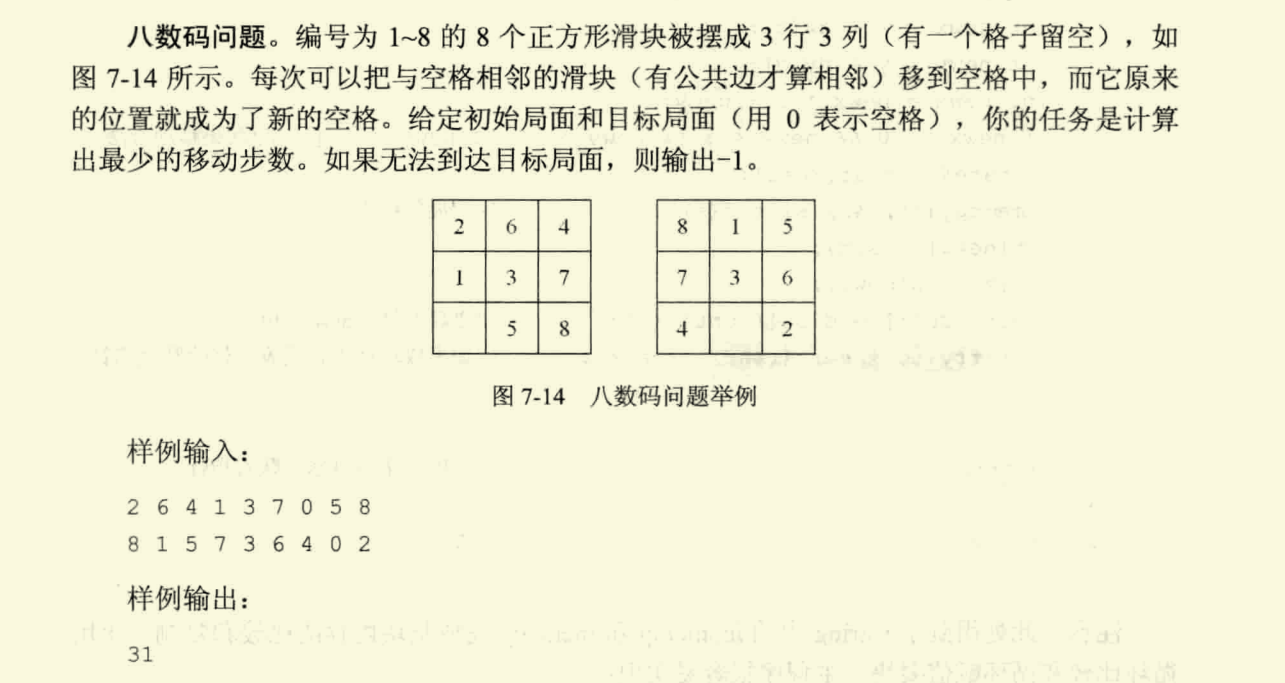 八数码问题。编号为 1~8 的 8 个正方形滑块被摆成 3 行 3 列（有一个格子留空），如
图 7-14 所示。每次可以把与空格相邻的滑块（有公共边才算相邻）移到空格中，而它原来
的位置就成为了新的空格。给定初始局面和目标局面（用 0 表示空格），你的任务是计算
出最少的移动步数。如果无法到达目标局面，则输出-1。
2 6 4
1 3 7
5 8
8 1 5
7 3 6
4 2
图 7-14 八数码问题举例
样例输入：
2 6 4 1 3 7 0 5 8
8 1 5 7 3 6 4 0 2
样例输出：
31